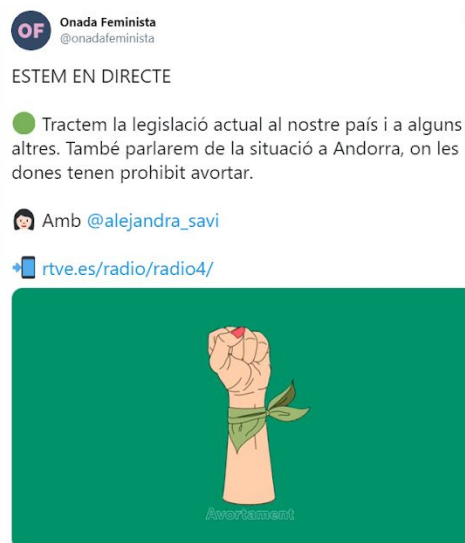 OF
Onada Feminista
@onadafeminista
ESTEM EN DIRECTE
Tractem la legislació actual al nostre país i a alguns
altres. També parlarem de la situació a Andorra, on les
dones tenen prohibit avortar.
Amb @alejandra_savi
rtve.es/radio/radio4/
Avortament